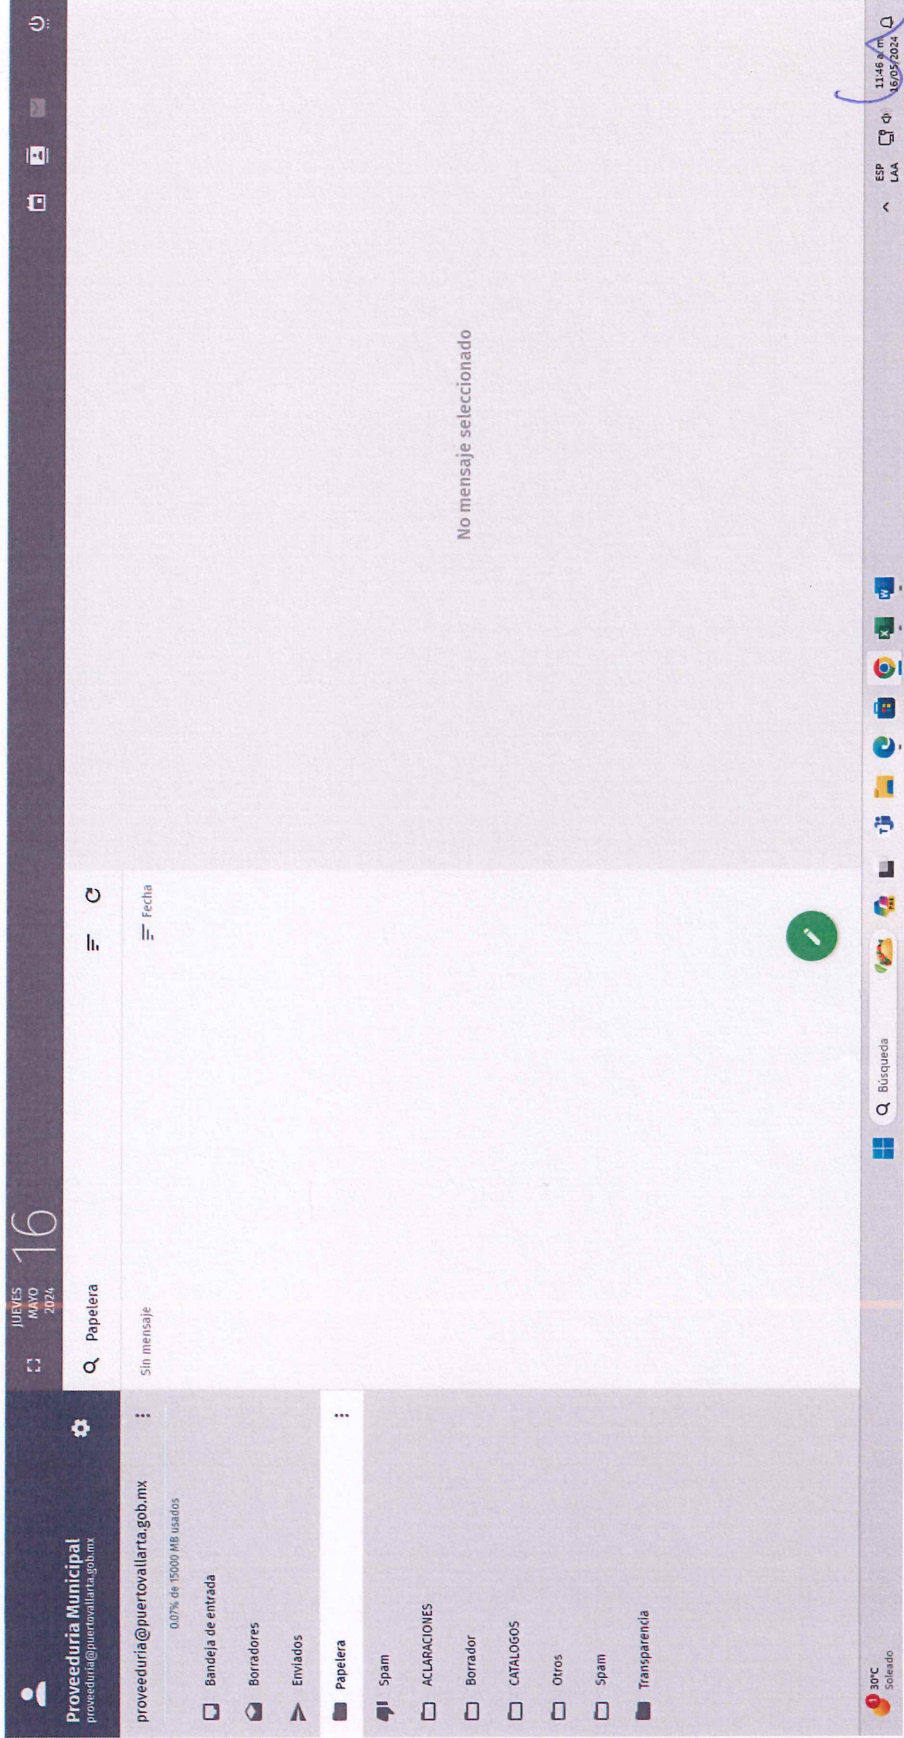 Proveeduria Municipal
proveeduria@puertovallarta.gob.mx
JUEVES
MAYO
2024
16
Papelera
proveeduria@puertovallarta.gob.mx
0.07% de 15000 MB usados
Bandeja de entrada
Borradores
Enviados
Papelera
Spam
ACLARACIONES
Borrador
CATALOGOS
Otros
Spam
Transparencia
Sin mensaje
Fecha
No mensaje seleccionado
1
30°C
Soleado
Búsqueda
ESP
LAA
11:46 a. m.
16/05/2024